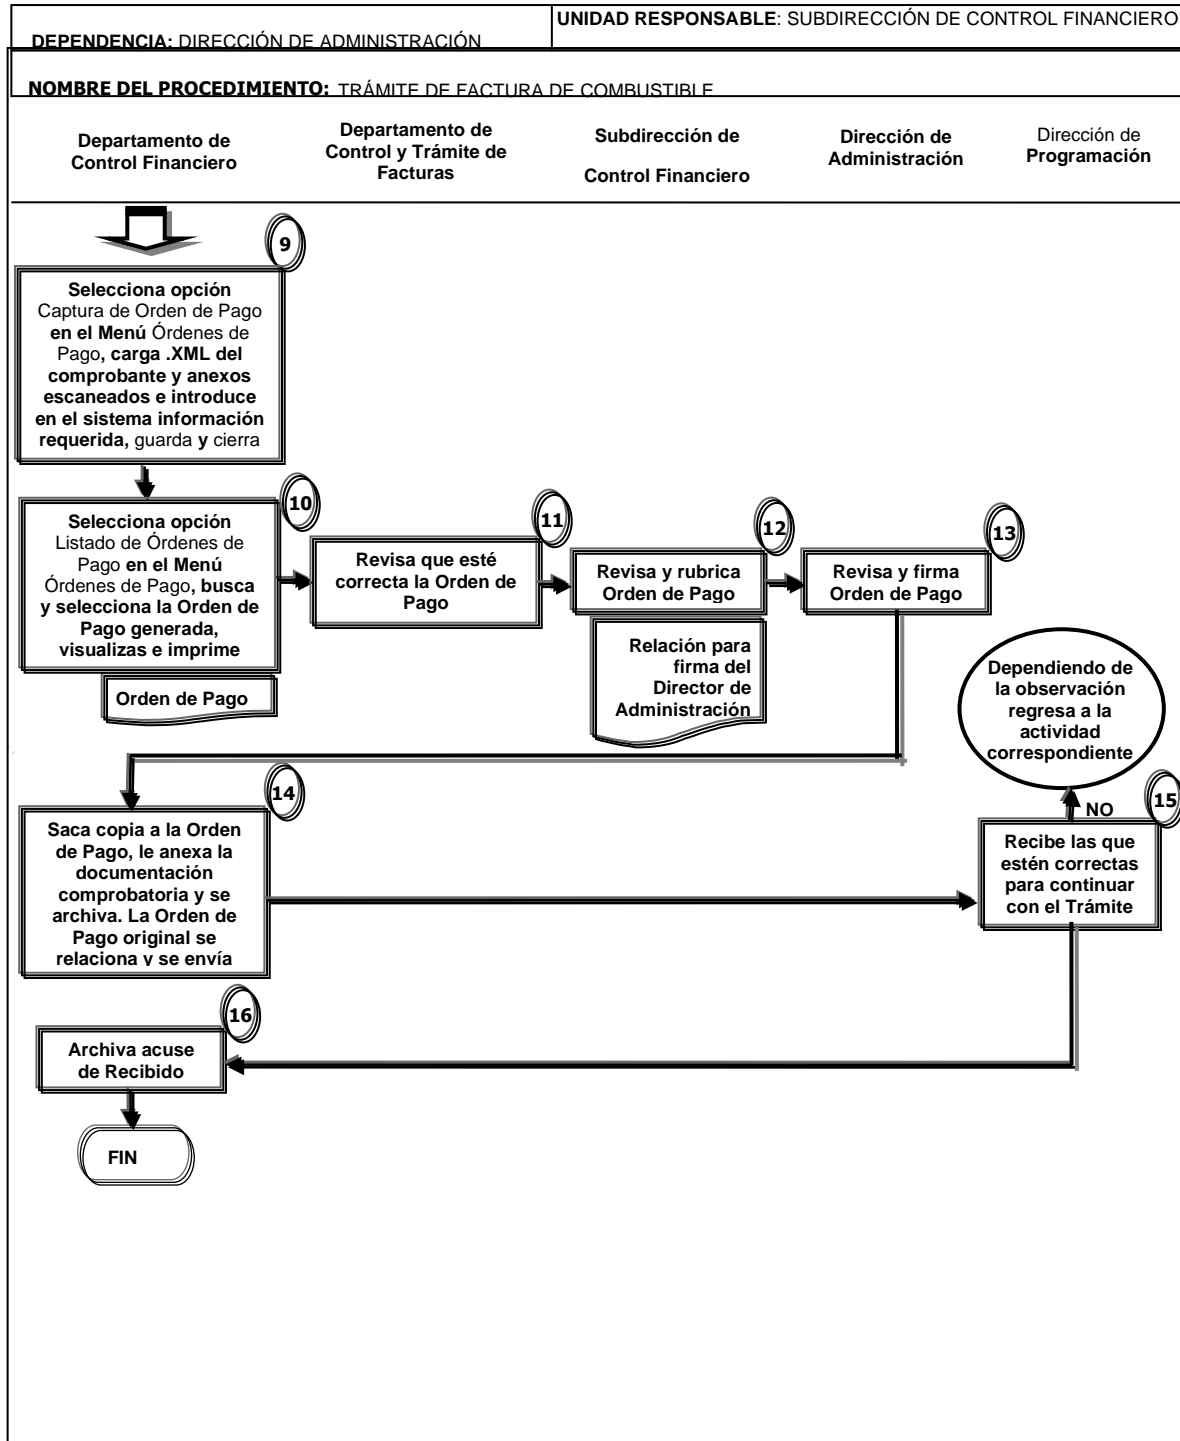 UNIDAD RESPONSABLE: SUBDIRECCIÓN DE CONTROL FINANCIERO
DEPENDENCIA: DIRECCIÓN DE ADMINISTRACIÓN
NOMBRE DEL PROCEDIMIENTO: TRÁMITE DE FACTURA DE COMBUSTIBLE
Departamento de
Control Financiero
Departamento de
Control y Trámite de
Facturas
Subdirección de
Control Financiero
Dirección de
Administración
Dirección de
Programación
9
Selecciona opción
Captura de Orden de Pago
en el Menú Órdenes de
Pago, carga .XML del
comprobante y anexos
escaneados e introduce
en el sistema información
requerida, guarda y cierra
10
Selecciona opción
Listado de Órdenes de
Pago en el Menú
Órdenes de Pago, busca
y selecciona la Orden de
Pago generada,
visualizas e imprime
Orden de Pago
11
Revisa que esté
correcta la Orden de
Pago
12
Revisa y rubrica
Orden de Pago
Relación para
firma del
Director de
Administración
13
Revisa y firma
Orden de Pago
Dependiendo de
la observación
regresa a la
actividad
correspondiente
NO
14
Saca copia a la Orden
de Pago, le anexa la
documentación
comprobatoria y se
archiva. La Orden de
Pago original se
relaciona y se envía
15
Recibe las que
estén correctas
para continuar
con el Trámite
16
Archiva acuse
de Recibido
FIN